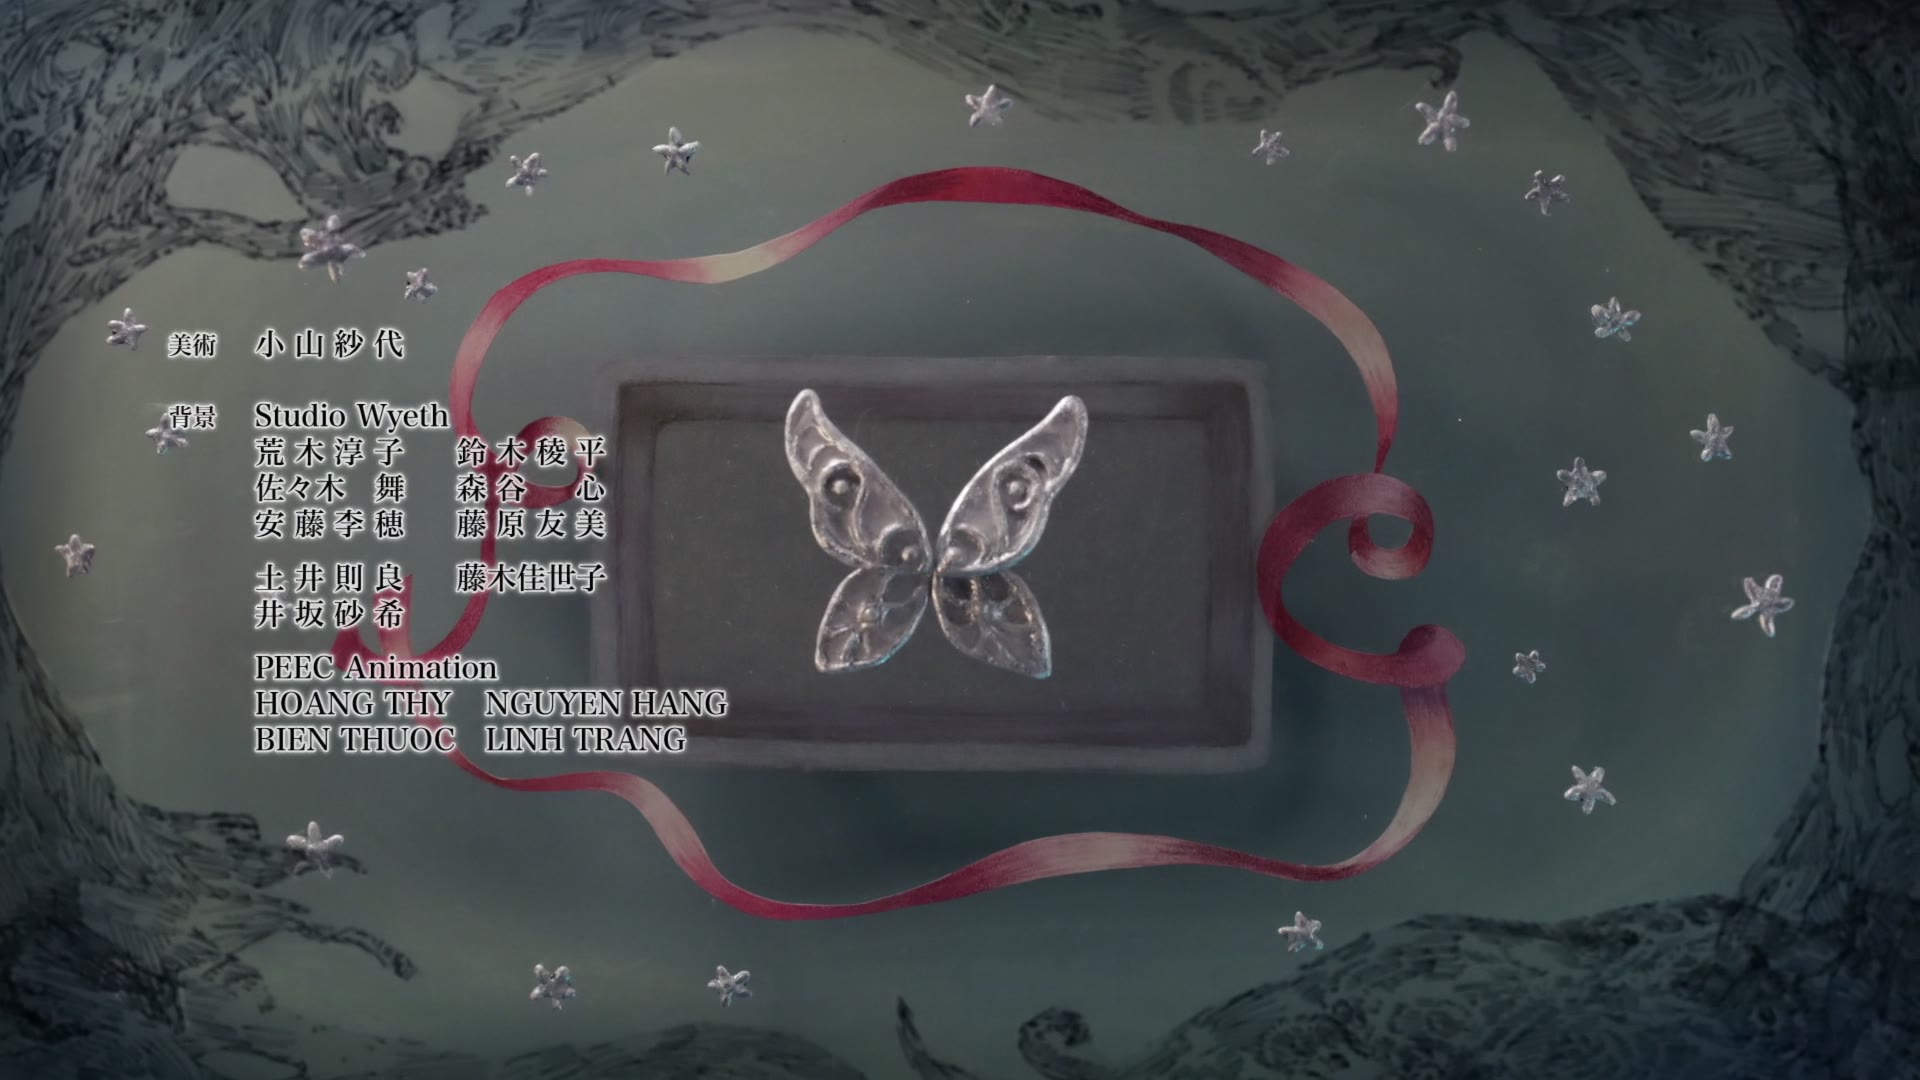 美術 小山紗代
背景 Studio Wyeth
荒木淳子 鈴木稜平
佐々木 舞 森谷 心
安藤李穂 藤原友美
土井則良 藤木佳世子
井坂砂希
PEEC Animation
HOANG THY NGUYEN HANG
BIEN THUOC LINH TRANG